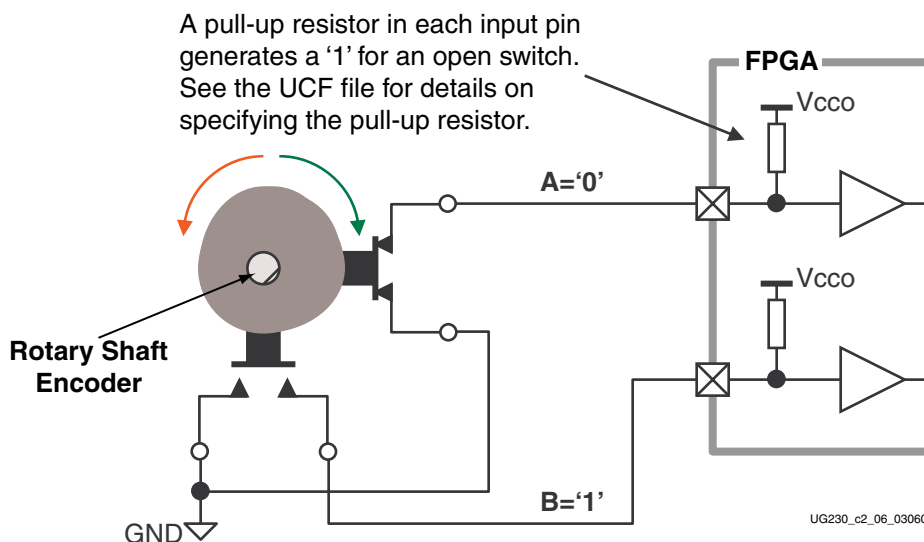 A pull-up resistor in each input pin
generates a ‘1’ for an open switch.
See the UCF file for details on
specifying the pull-up resistor.
FPGA
Vcco
A=‘0’
Vcco
Rotary Shaft
Encoder
B=‘1’
GND
UG230_c2_06_03060